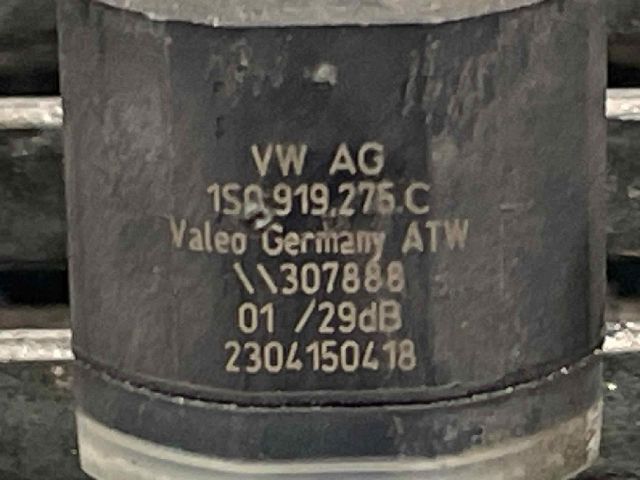 VW AG
1S0.919.275.C
Valeo Germany ATW
\\307888
01 /29dB
2304150418